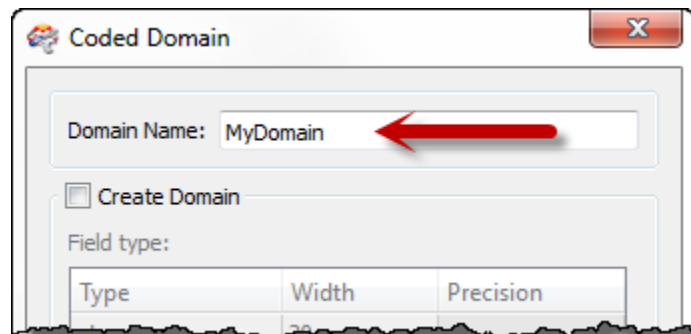 Coded Domain
Domain Name: MyDomain
Create Domain
Field type:
Type Width Precision